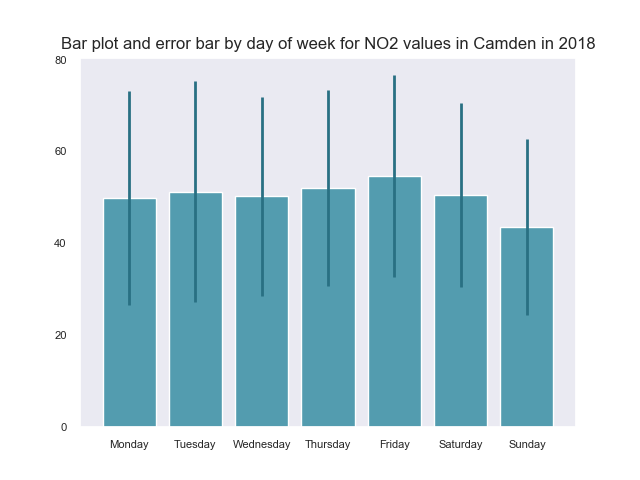 Bar plot and error bar by day of week for NO2 values in Camden in 2018
80
60
40
20
0
Monday Tuesday Wednesday Thursday Friday Saturday Sunday